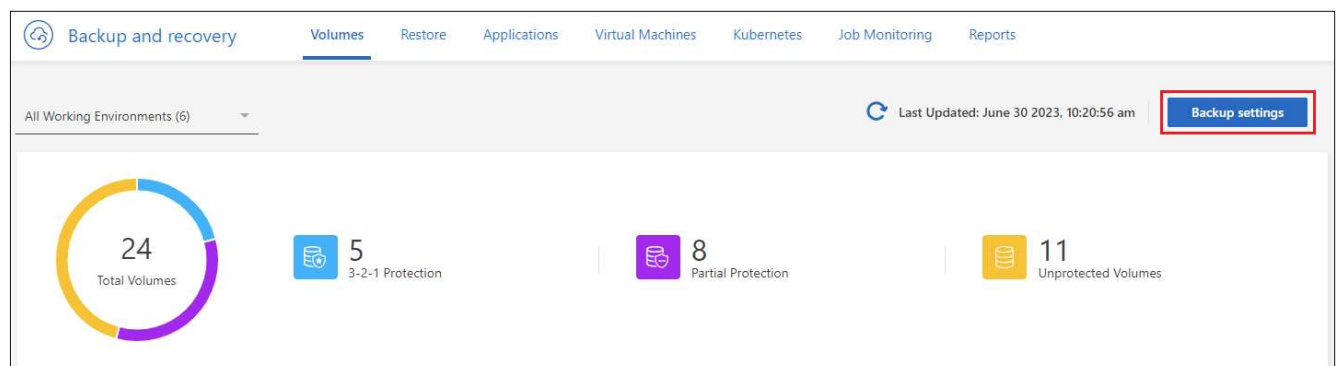 Backup and recovery
Volumes
Restore
Applications
Virtual Machines
Kubernetes
Job Monitoring
Reports
All Working Environments (6)
Last Updated: June 30 2023, 10:20:56 am
Backup settings
24
Total Volumes
5
3-2-1 Protection
8
Partial Protection
11
Unprotected Volumes